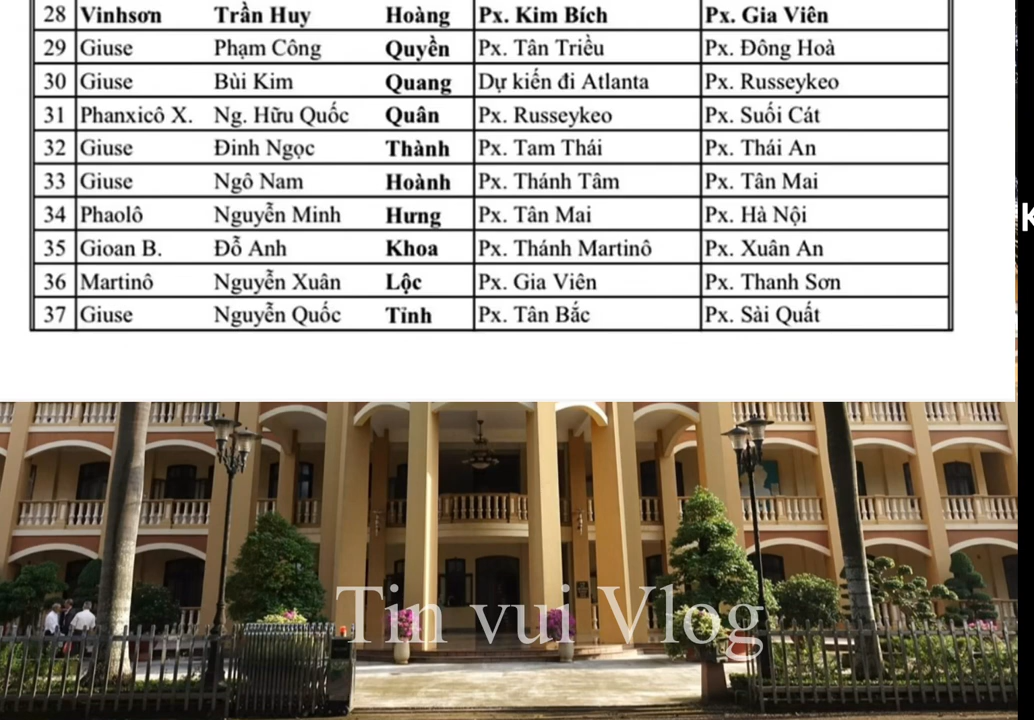 28 Vinhsơn Trần Huy Hoàng Px. Kim Bích Px. Gia Viên
29 Giuse Phạm Công Quyền Px. Tân Triều Px. Đông Hoà
30 Giuse Bùi Kim Quang Dự kiến đi Atlanta Px. Russeykeo
31 Phanxicô X. Ng. Hữu Quốc Quân Px. Russeykeo Px. Suối Cát
32 Giuse Đinh Ngọc Thành Px. Tam Thái Px. Thái An
33 Giuse Ngô Nam Hoành Px. Thánh Tâm Px. Tân Mai
34 Phaolô Nguyễn Minh Hưng Px. Tân Mai Px. Hà Nội
35 Gioan B. Đỗ Anh Khoa Px. Thánh Martinô Px. Xuân An
36 Martinô Nguyễn Xuân Lộc Px. Gia Viên Px. Thanh Sơn
37 Giuse Nguyễn Quốc Tỉnh Px. Tân Bắc Px. Sài Quất
Tin vui Vlog